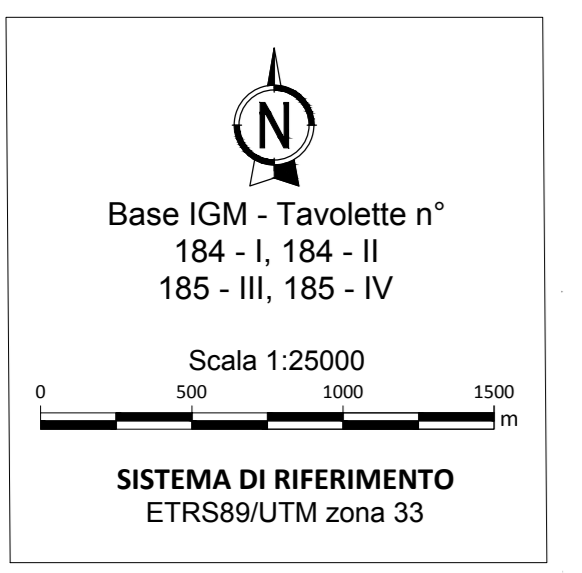 N
Base IGM - Tavolette n°
184 - I, 184 - II
185 - III, 185 - IV
Scala 1:25000
0 500 1000 1500
m
SISTEMA DI RIFERIMENTO
ETRS89/UTM zona 33